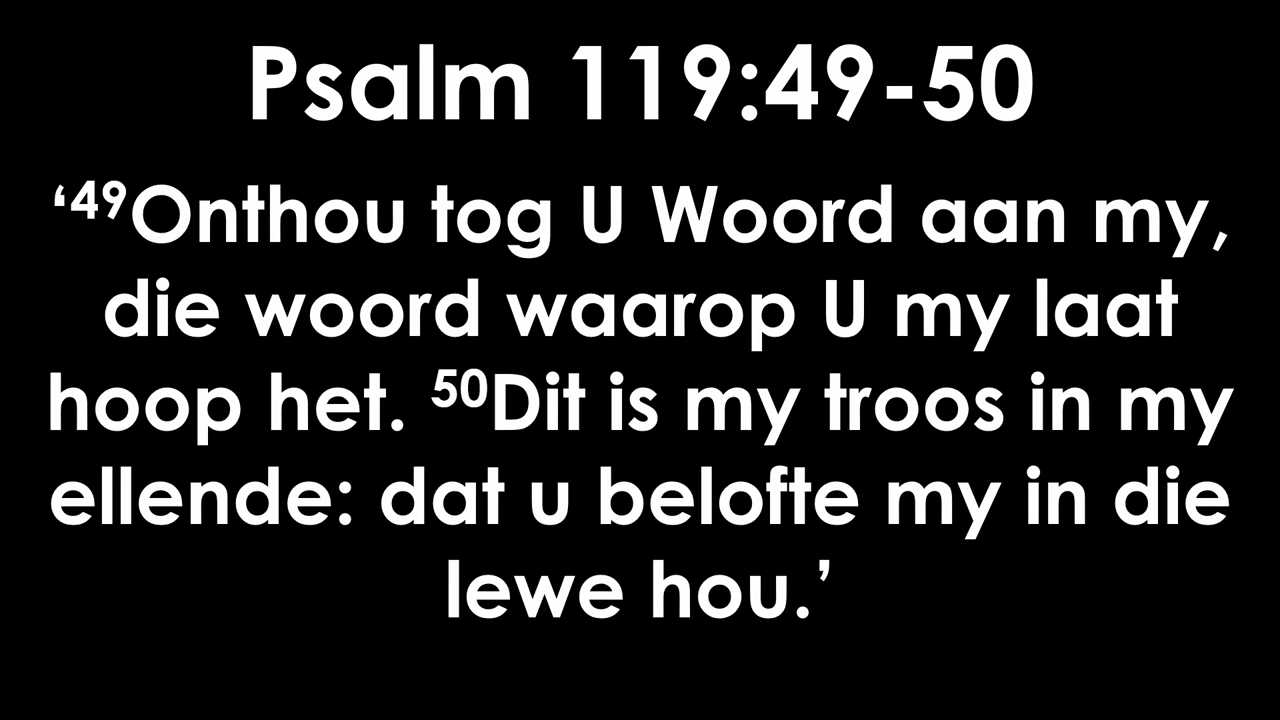 Psalm 119:49-50
‘⁴⁹Onthou tog U Woord aan my,
die woord waarop U my laat
hoop het. ⁵⁰Dit is my troos in my
ellende: dat u belofte my in die
lewe hou.’